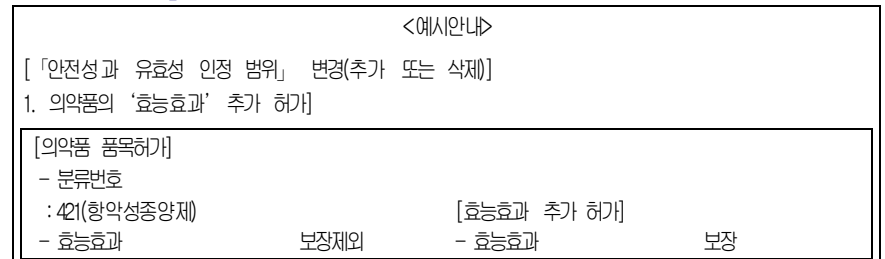 <예시안내>
[「안전성과 유효성 인정 범위」 변경(추가 또는 삭제)]
1. 의약품의 ‘효능효과’ 추가 허가]
[의약품 품목허가]
- 분류번호
:421(항악성종양제) [효능효과 추가 허가]
- 효능효과 보장제외 - 효능효과 보장